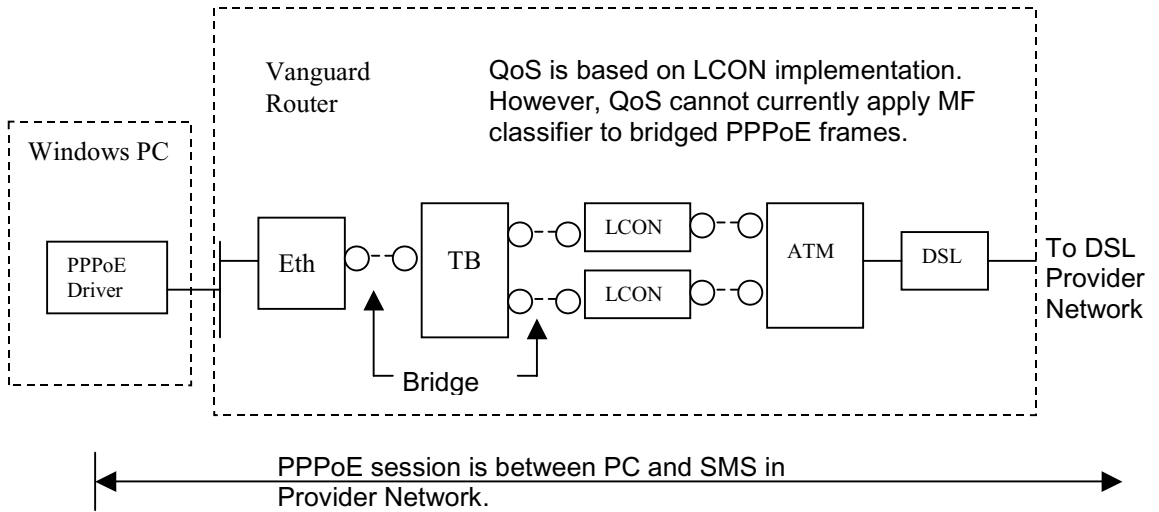 Vanguard
Router
QoS is based on LCON implementation.
However, QoS cannot currently apply MF
classifier to bridged PPPoE frames.
Windows PC
PPPoE
Driver
Eth
TB
LCON
LCON
ATM
DSL
To DSL
Provider
Network
Bridge
PPPoE session is between PC and SMS in
Provider Network.